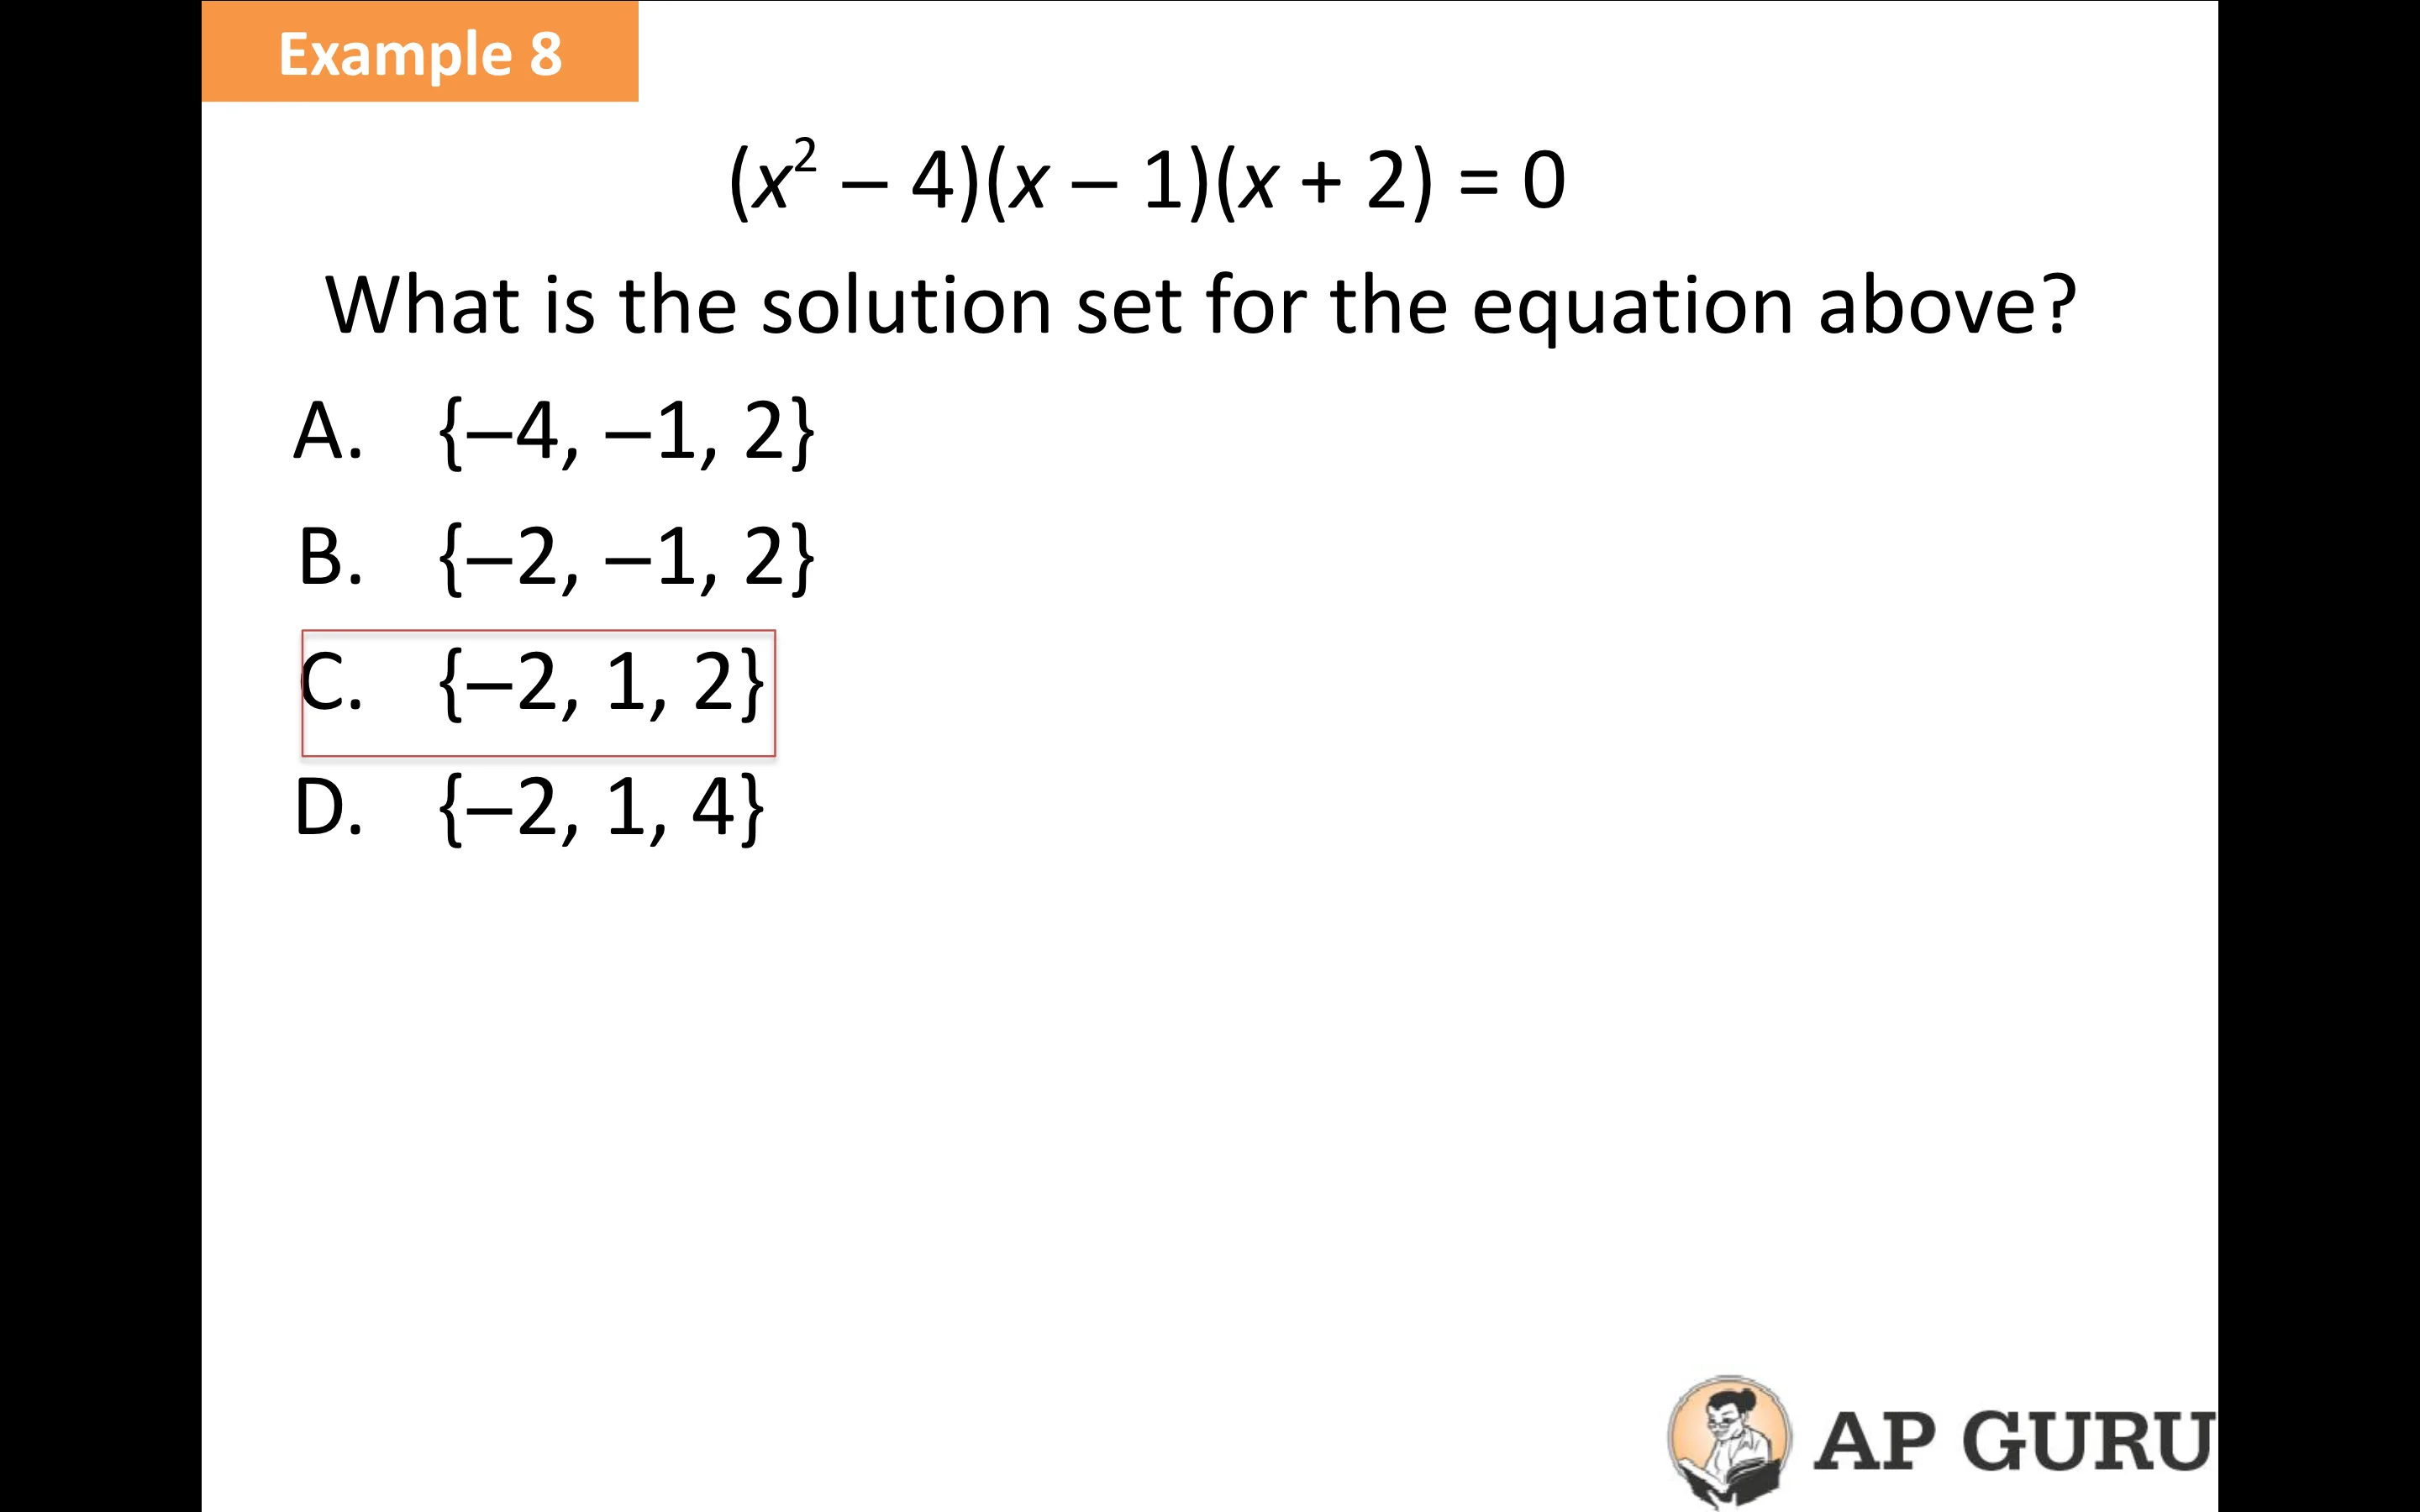 Example 8
(x² – 4)(x – 1)(x + 2) = 0
What is the solution set for the equation above?
A. {–4, –1, 2}
B. {–2, –1, 2}
C. {–2, 1, 2}
D. {–2, 1, 4}
AP GURU